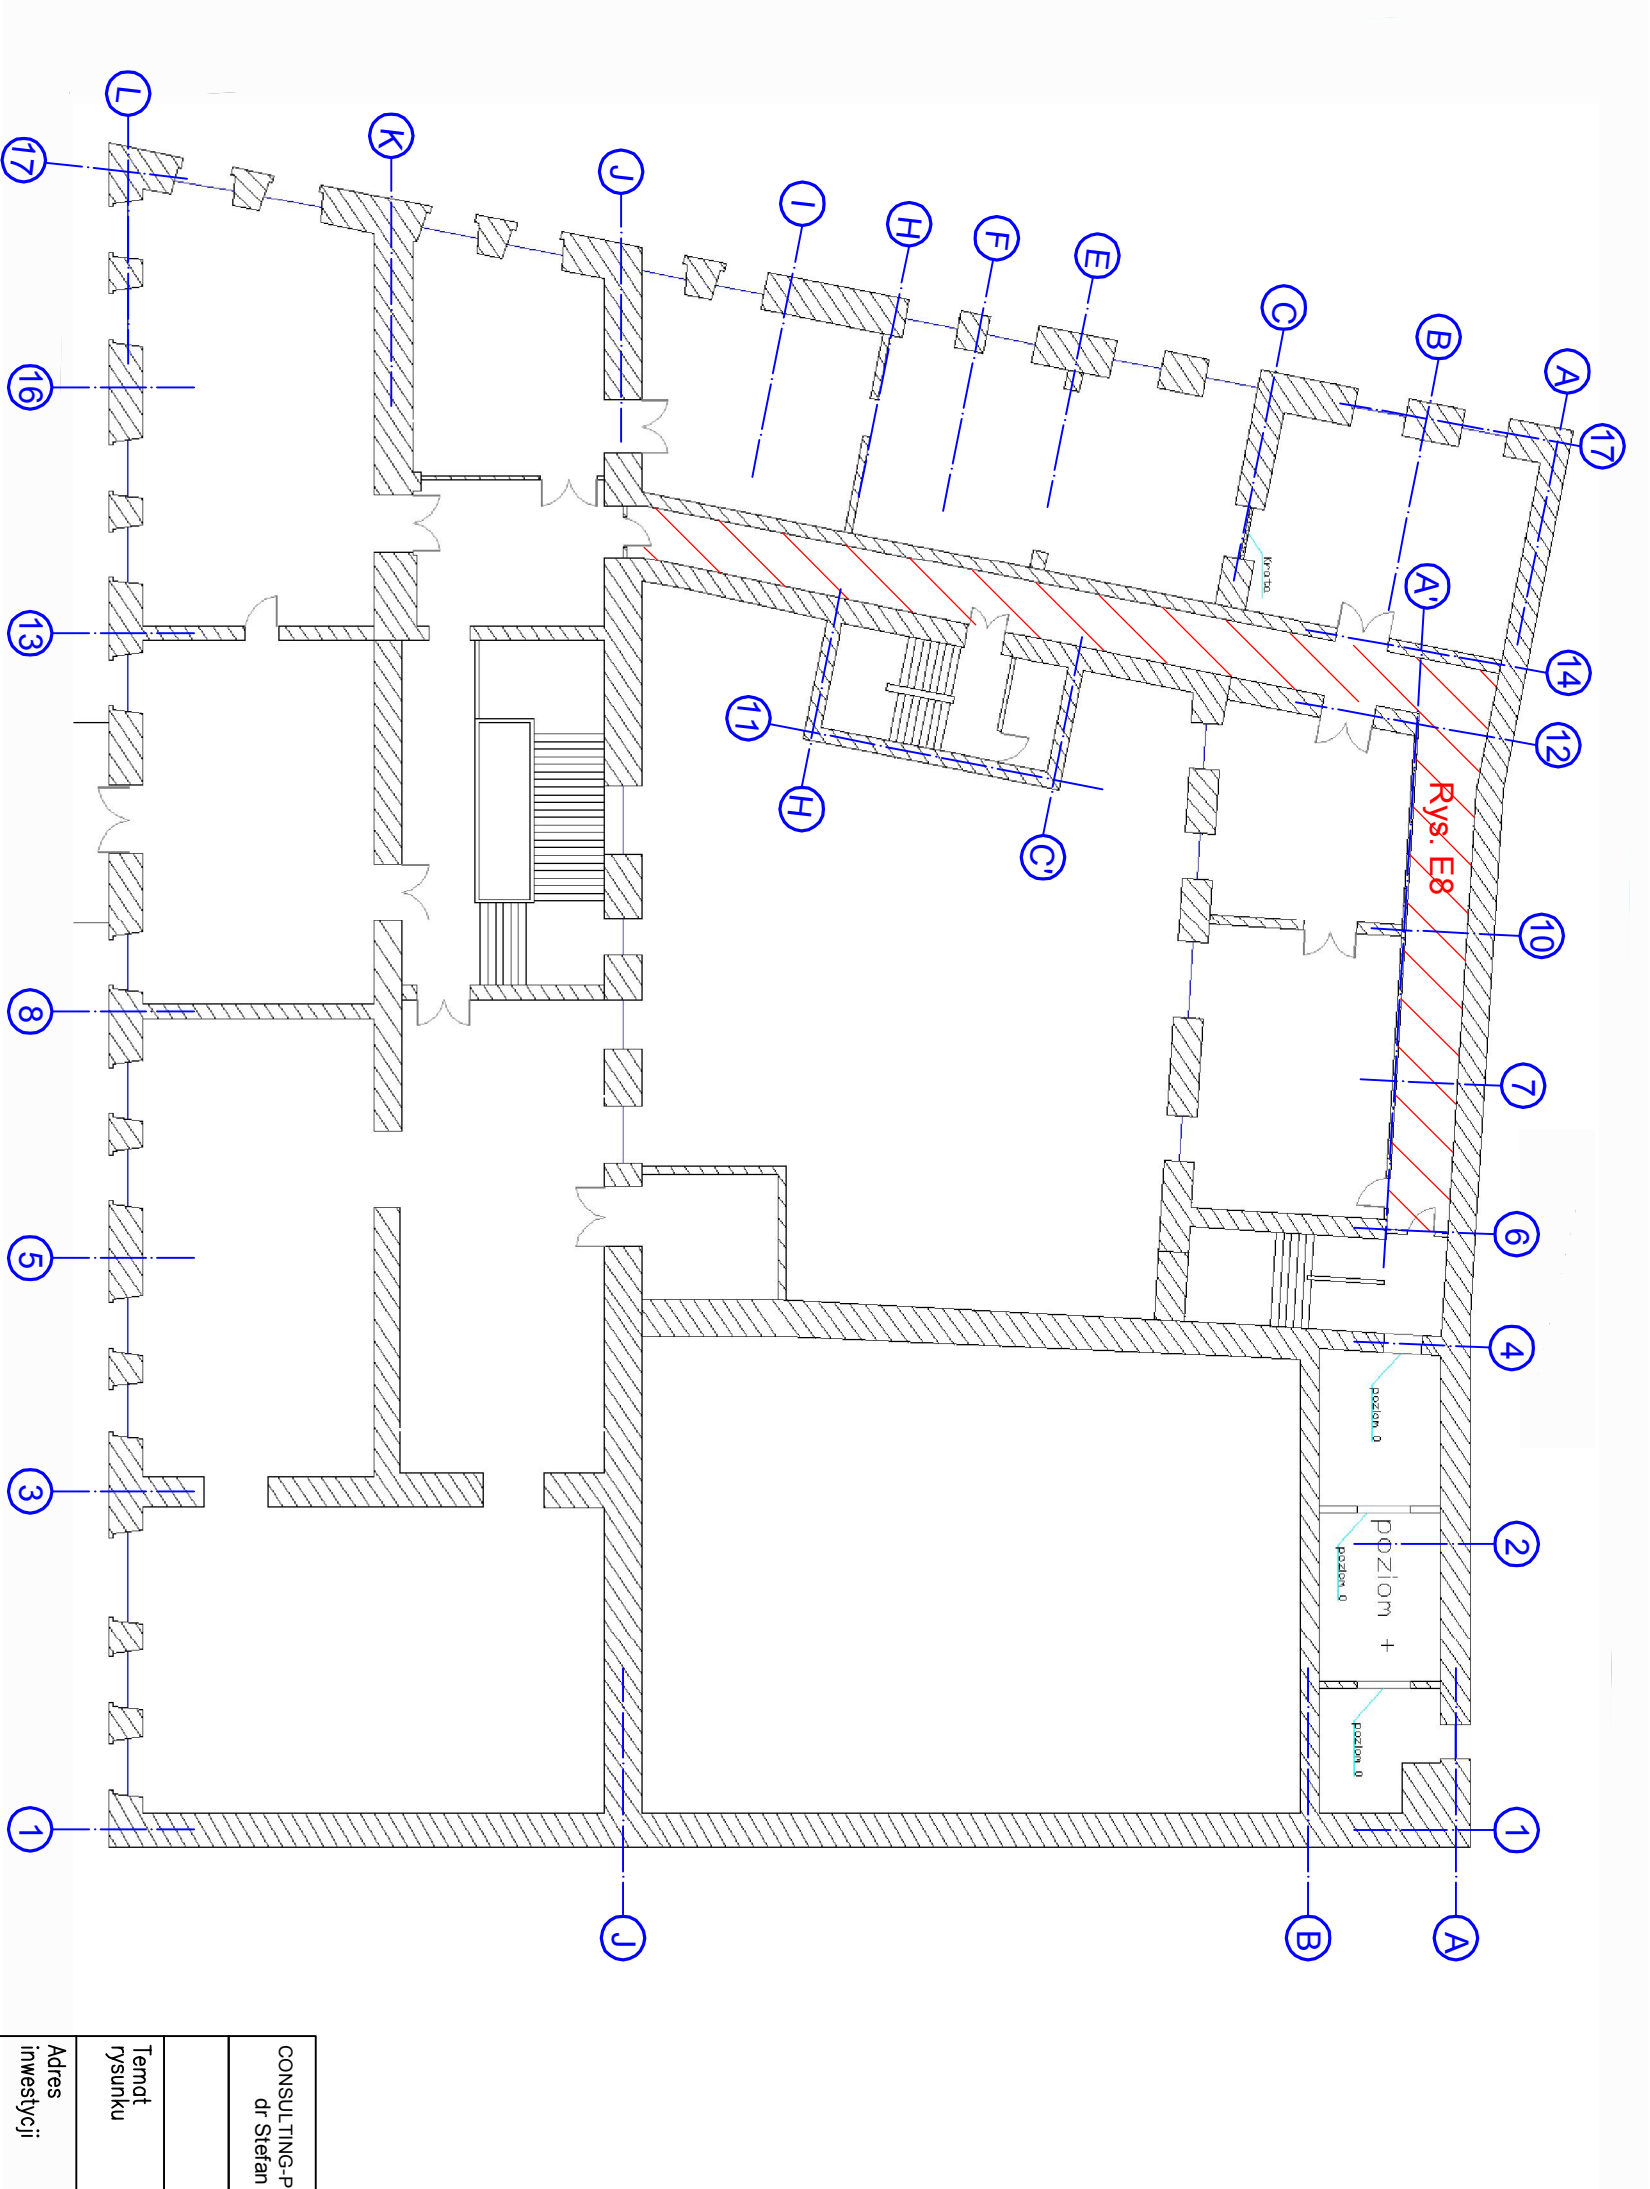 L
K
J
I
H
F
E
C
B
A
17
17
16
13
8
5
3
1
A'
14
12
10
7
6
4
2
1
11
H
C'
J
B
A
Krata
Rys. E8
poziom 0
poziom +
poziom 0
poziom 0
CONSULTING-P
dr Stefan
Temat
rysunku
Adres
inwestycji